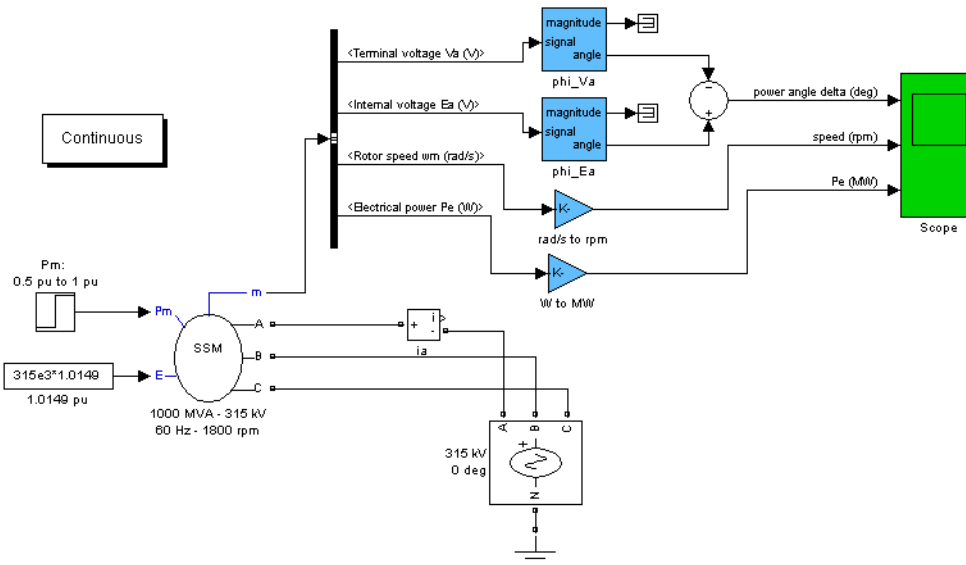 Continuous
<Terminal voltage Va (V)>
<Internal voltage Ea (V)>
<Rotor speed wm (rad/s)>
<Electrical power Pe (W)>
magnitude
signal
angle
phi_Va
magnitude
signal
angle
phi_Ea
−
+
power angle delta (deg)
speed (rpm)
Pe (MW)
Scope
K-
rad/s to rpm
K-
W to MW
Pm:
0.5 pu to 1 pu
315e3*1.0149
1.0149 pu
m
Pm
E
SSM
A
B
C
1000 MVA - 315 kV
60 Hz - 1800 rpm
+
i
-
ia
315 kV
0 deg
A
B
C
+
N